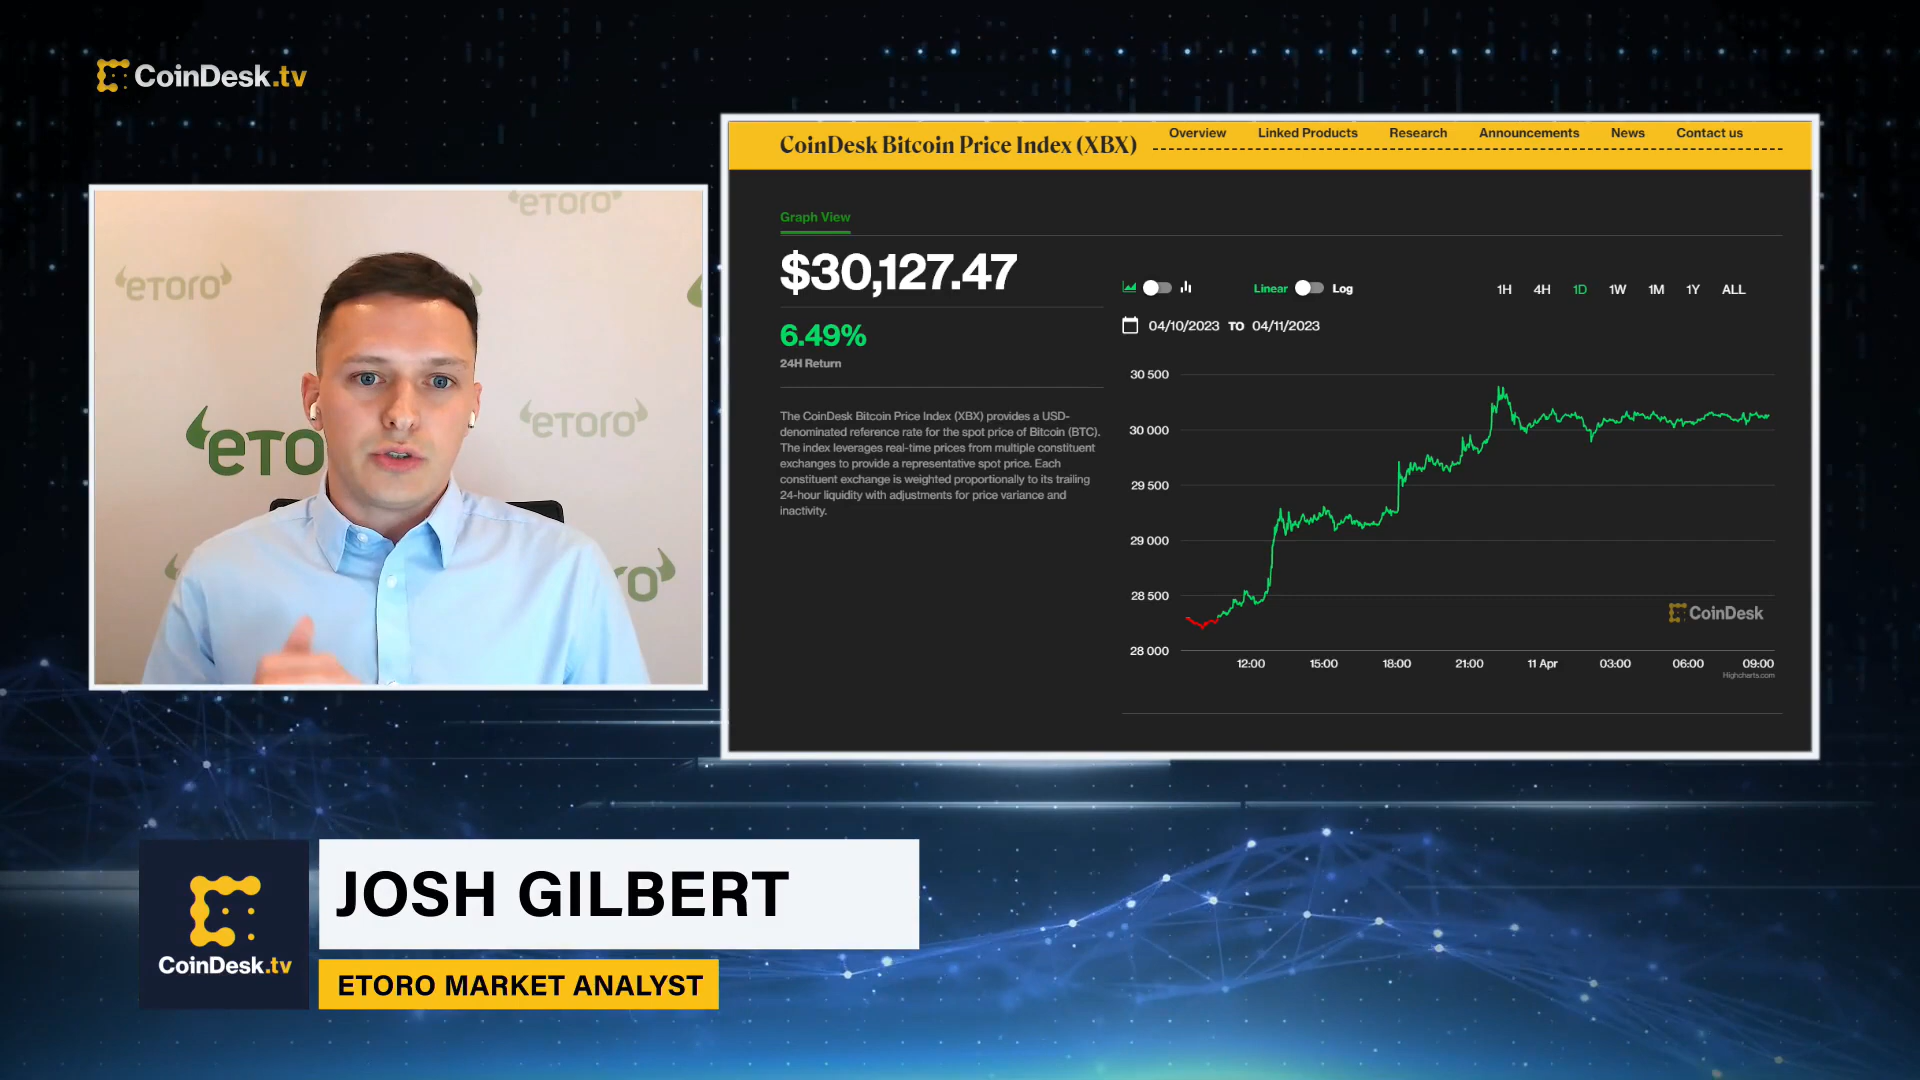 CoinDesk.tv
CoinDesk Bitcoin Price Index (XBX)
Overview Linked Products Research Announcements News Contact us
Graph View
$30,127.47
6.49%
24H Return
The CoinDesk Bitcoin Price Index (XBX) provides a USD-
denominated reference rate for the spot price of Bitcoin (BTC).
The index leverages real-time prices from multiple constituent
exchanges to provide a representative spot price. Each
constituent exchange is weighted proportionally to its trailing
24-hour liquidity with adjustments for price variance and
inactivity.
Linear Log
1H 4H 1D 1W 1M 1Y ALL
04/10/2023 TO 04/11/2023
30 500
30 000
29 500
29 000
28 500
28 000
12:00 15:00 18:00 21:00 11 Apr 03:00 06:00 09:00
CoinDesk
Highcharts.com
etoro
etoro
etoro
eTO
ro
JOSH GILBERT
ETORO MARKET ANALYST
CoinDesk.tv